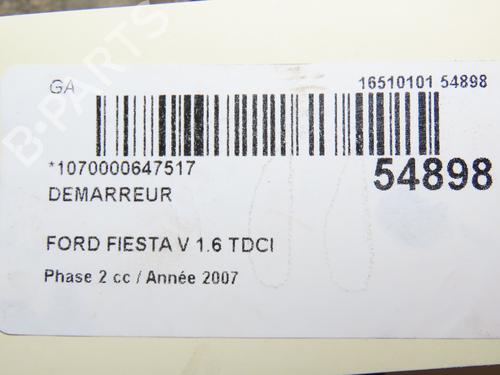 GA 16510101 54898
*1070000647517 54898
DEMARREUR
FORD FIESTA V 1.6 TDCI
Phase 2 cc / Année 2007
B-PARTS